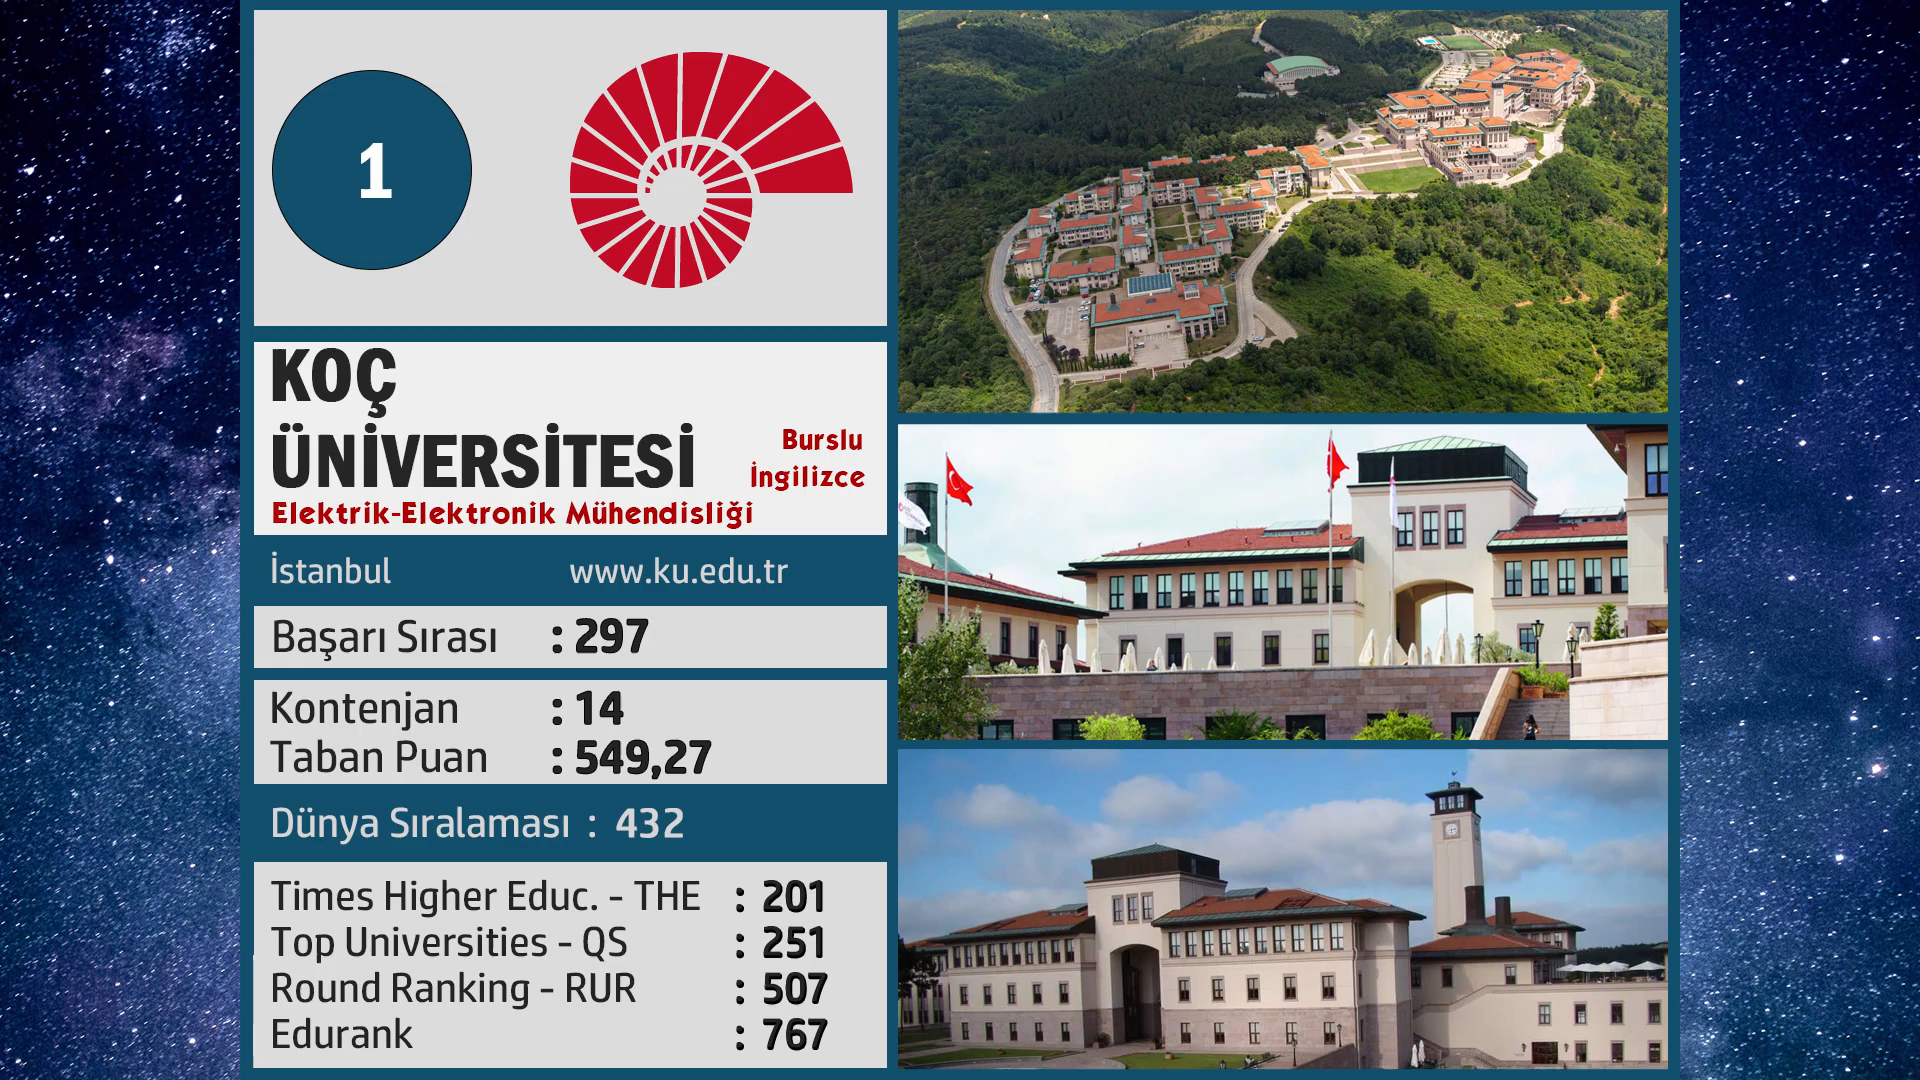 1
KOÇ
ÜNİVERSİTESİ
Burslu
İngilizce
Elektrik-Elektronik Mühendisliği
İstanbul www.ku.edu.tr
Başarı Sırası : 297
Kontenjan : 14
Taban Puan : 549,27
Dünya Sıralaması : 432
Times Higher Educ. - THE : 201
Top Universities - QS : 251
Round Ranking - RUR : 507
Edurank : 767